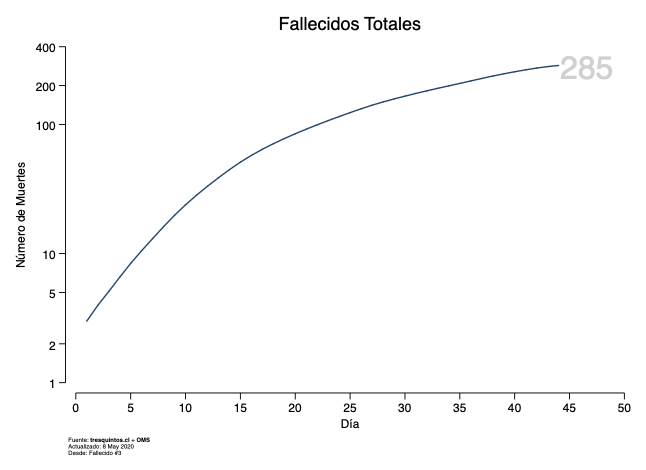 Fallecidos Totales
400
200
100
10
5
2
1
Número de Muertes
285
0 5 10 15 20 25 30 35 40 45 50
Día
Fuente: tresquintos.cl + OMS
Actualizado: 8 May 2020
Desde: Fallecido #3